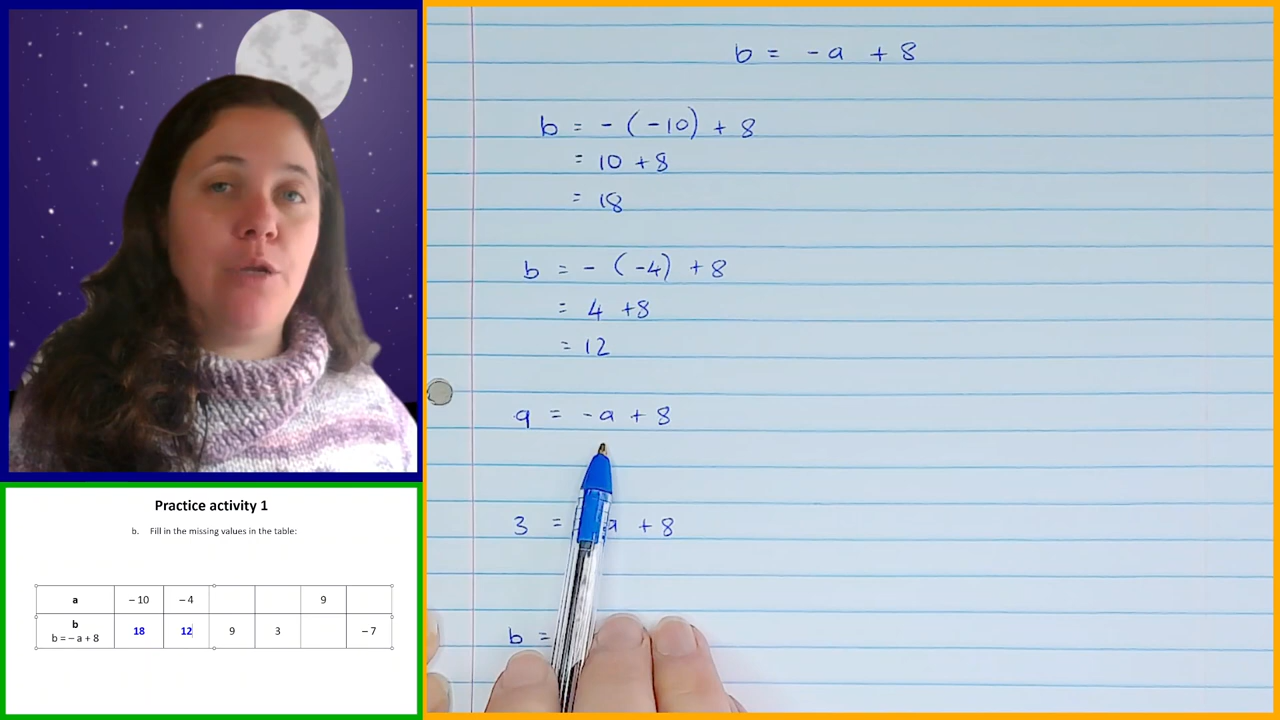 b = -a + 8
b = - (-10) + 8
= 10 + 8
= 18
b = - (-4) + 8
= 4 + 8
= 12
9 = -a + 8
3 = a + 8
b =
Practice activity 1
b. Fill in the missing values in the table:
a – 10 – 4 9
b
b = – a + 8 18 12 9 3 – 7